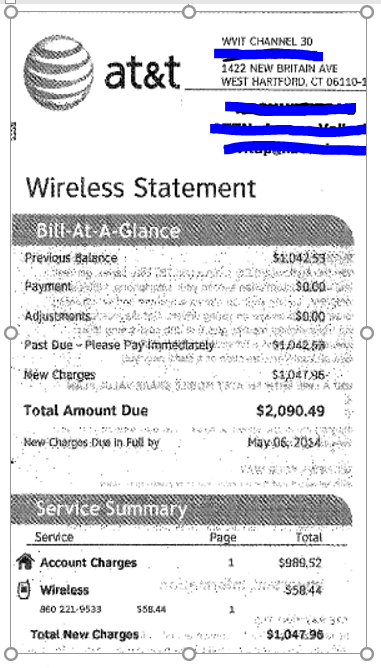 at&t
WVIT CHANNEL 30
1422 NEW BRITAIN AVE
WEST HARTFORD, CT 06110-1
Wireless Statement
Bill-At-A-Glance
Previous Balance $1,042.53
Payment $0.00
Adjustments $0.00
Past Due - Please Pay Immediately $1,042.53
New Charges $1,047.96
Total Amount Due $2,090.49
New Charges Due in Full by May 06, 2014
Service Summary
Service Page Total
Account Charges 1 $989.52
Wireless $58.44
860 221-9533 $58.44 1
Total New Charges $1,047.96